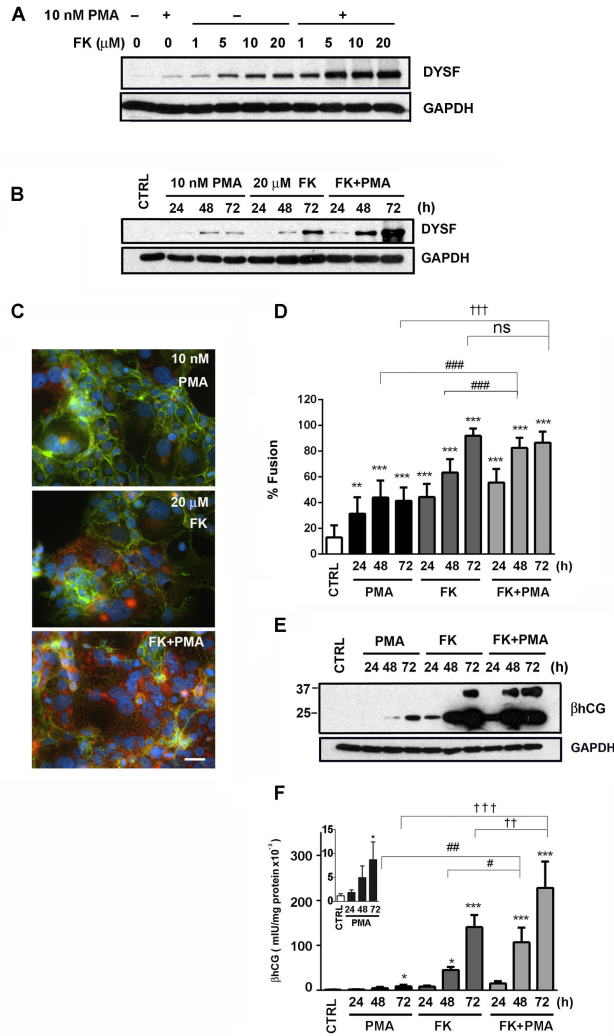 A
10 nM PMA – + – +
FK (μM) 0 0 1 5 10 20 1 5 10 20
DYSF
GAPDH
B
CTRL
10 nM PMA 20 μM FK FK+PMA
24 48 72 24 48 72 24 48 72 (h)
DYSF
GAPDH
C
10 nM
PMA
20 μM
FK
FK+PMA
D
†††
ns
###
###
% Fusion
120
100
80
60
40
20
0
** *** *** *** *** *** *** *** ***
CTRL
24 48 72 24 48 72 24 48 72 (h)
PMA FK FK+PMA
E
CTRL
PMA FK FK+PMA
24 48 72 24 48 72 24 48 72 (h)
37
25
βhCG
GAPDH
F
†††
††
##
#
βhCG ( mIU/mg protein x10⁻³)
300
200
100
0
15
10
5
0
*
CTRL
24 48 72
PMA
* * *** *** ***
CTRL
24 48 72 24 48 72 24 48 72 (h)
PMA FK FK+PMA